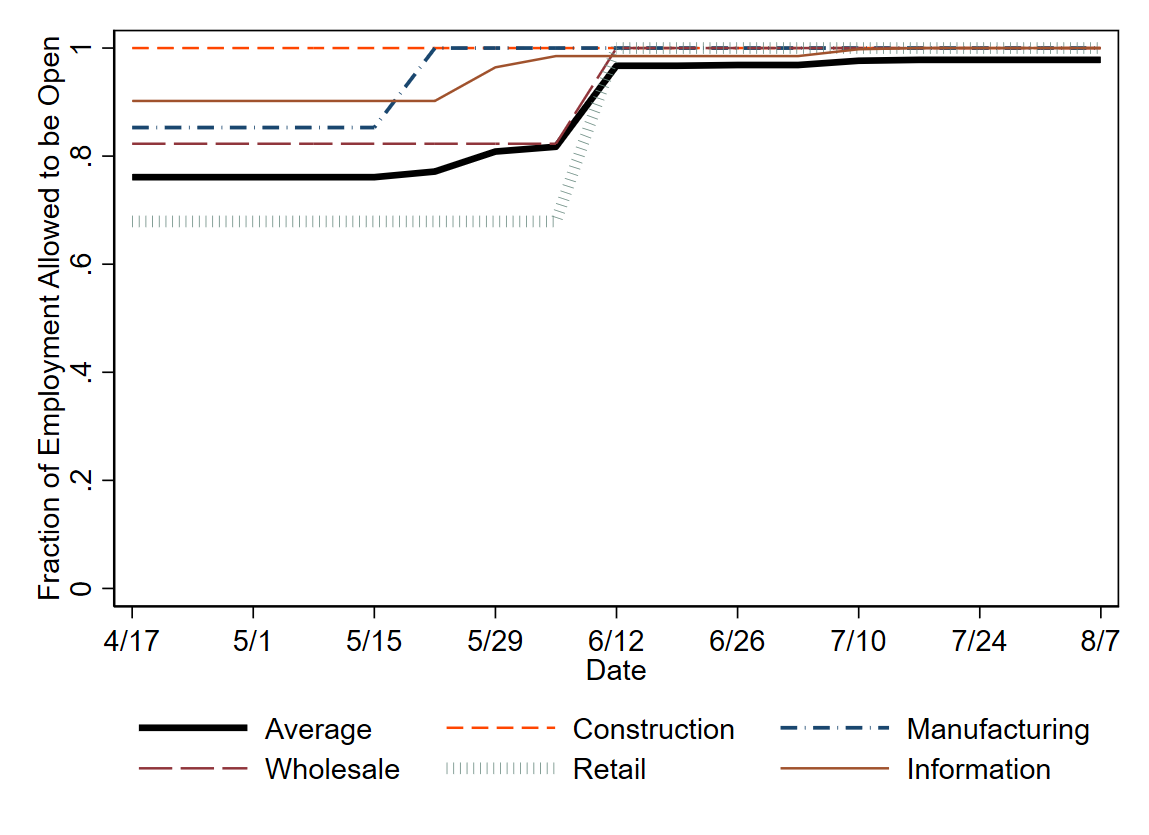 Fraction of Employment Allowed to be Open
1
.8
.6
.4
.2
0
4/17 5/1 5/15 5/29 6/12 6/26 7/10 7/24 8/7
Date
Average Construction Manufacturing
Wholesale Retail Information